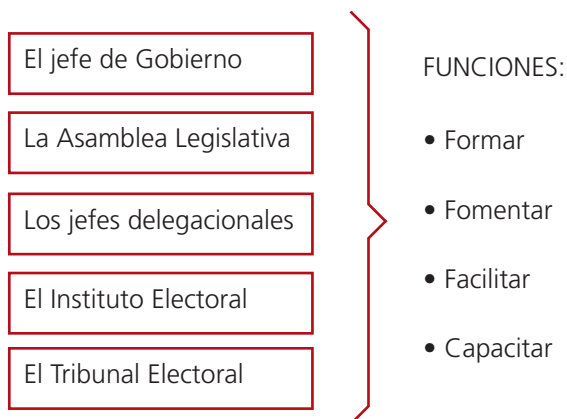 El jefe de Gobierno
La Asamblea Legislativa
Los jefes delegacionales
El Instituto Electoral
El Tribunal Electoral
FUNCIONES:
• Formar
• Fomentar
• Facilitar
• Capacitar